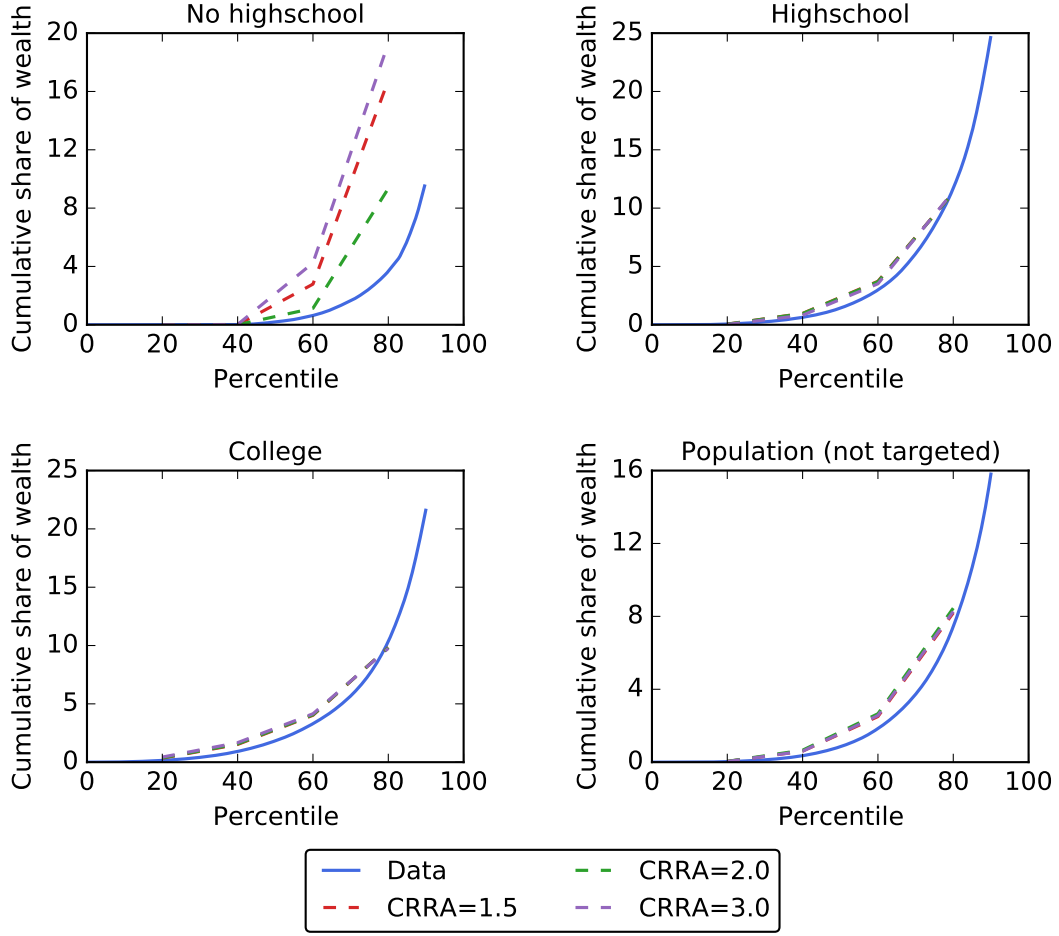 No highschool
Cumulative share of wealth
20
16
12
8
4
0
0 20 40 60 80 100
Percentile
Highschool
Cumulative share of wealth
25
20
15
10
5
0
0 20 40 60 80 100
Percentile
College
Cumulative share of wealth
25
20
15
10
5
0
0 20 40 60 80 100
Percentile
Population (not targeted)
Cumulative share of wealth
16
12
8
4
0
0 20 40 60 80 100
Percentile
Data
CRRA=1.5
CRRA=2.0
CRRA=3.0